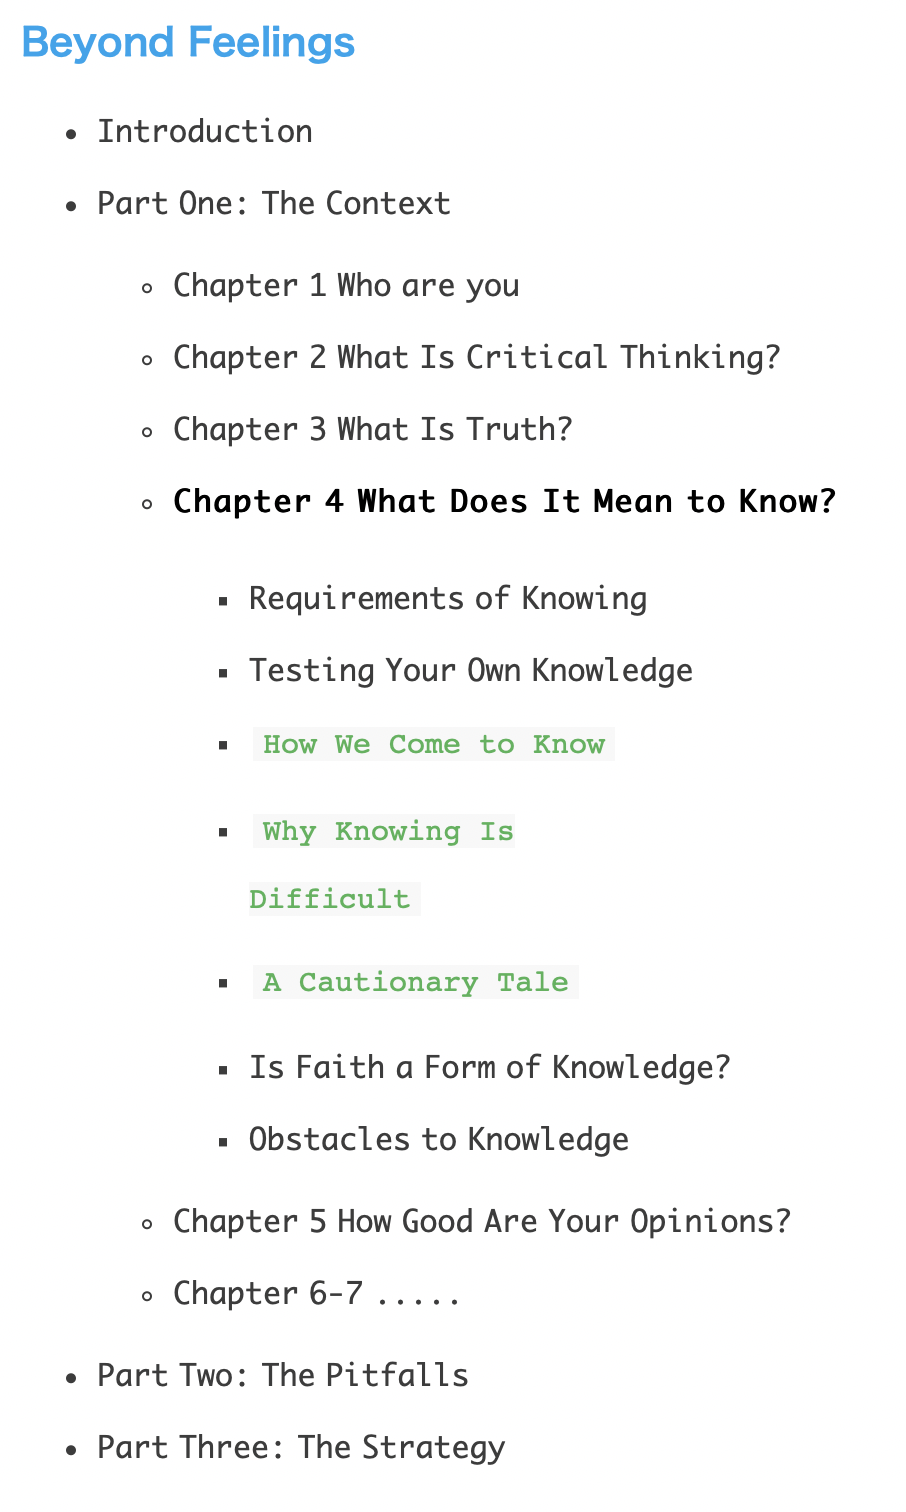 Beyond Feelings
Introduction
Part One: The Context
Chapter 1 Who are you
Chapter 2 What Is Critical Thinking?
Chapter 3 What Is Truth?
Chapter 4 What Does It Mean to Know?
Requirements of Knowing
Testing Your Own Knowledge
How We Come to Know
Why Knowing Is
Difficult
A Cautionary Tale
Is Faith a Form of Knowledge?
Obstacles to Knowledge
Chapter 5 How Good Are Your Opinions?
Chapter 6-7 .....
Part Two: The Pitfalls
Part Three: The Strategy